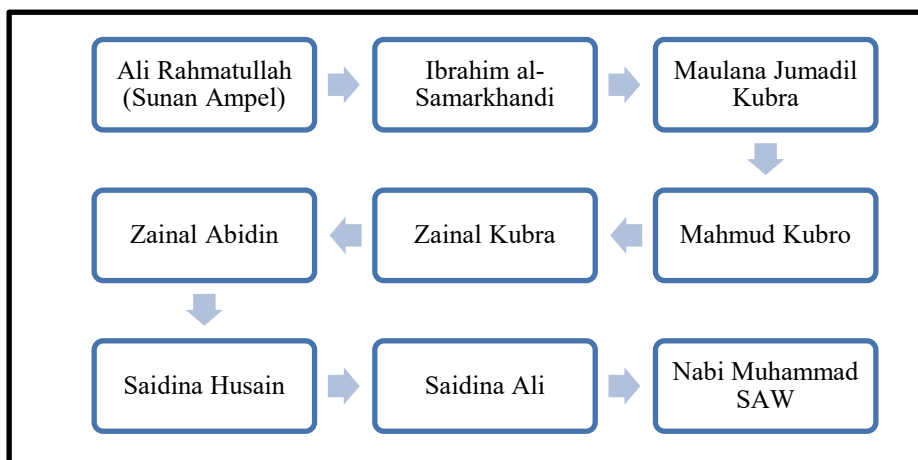 Ali Rahmatullah
(Sunan Ampel)
Ibrahim al-
Samarkhandi
Maulana Jumadil
Kubra
Mahmud Kubro
Zainal Kubra
Zainal Abidin
Saidina Husain
Saidina Ali
Nabi Muhammad
SAW